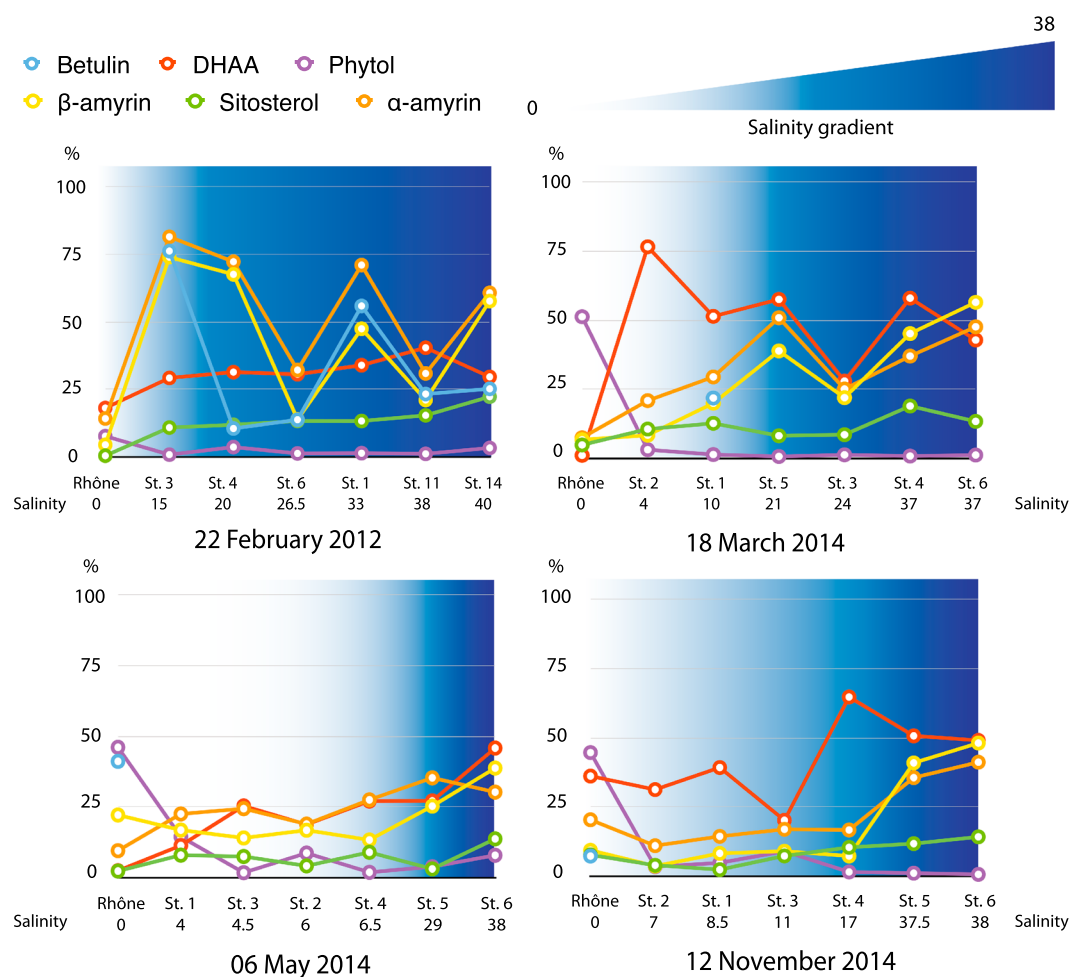 38
Betulin DHAA Phytol
β-amyrin Sitosterol α-amyrin
0
Salinity gradient
%
100
75
50
25
0
Rhône St. 3 St. 4 St. 6 St. 1 St. 11 St. 14
Salinity 0 15 20 26.5 33 38 40
22 February 2012
%
100
75
50
25
0
Rhône St. 2 St. 1 St. 5 St. 3 St. 4 St. 6
0 4 10 21 24 37 37 Salinity
18 March 2014
%
100
75
50
25
0
Rhône St. 1 St. 3 St. 2 St. 4 St. 5 St. 6
Salinity 0 4 4.5 6 6.5 29 38
06 May 2014
%
100
75
50
25
0
Rhône St. 2 St. 1 St. 3 St. 4 St. 5 St. 6
0 7 8.5 11 17 37.5 38 Salinity
12 November 2014